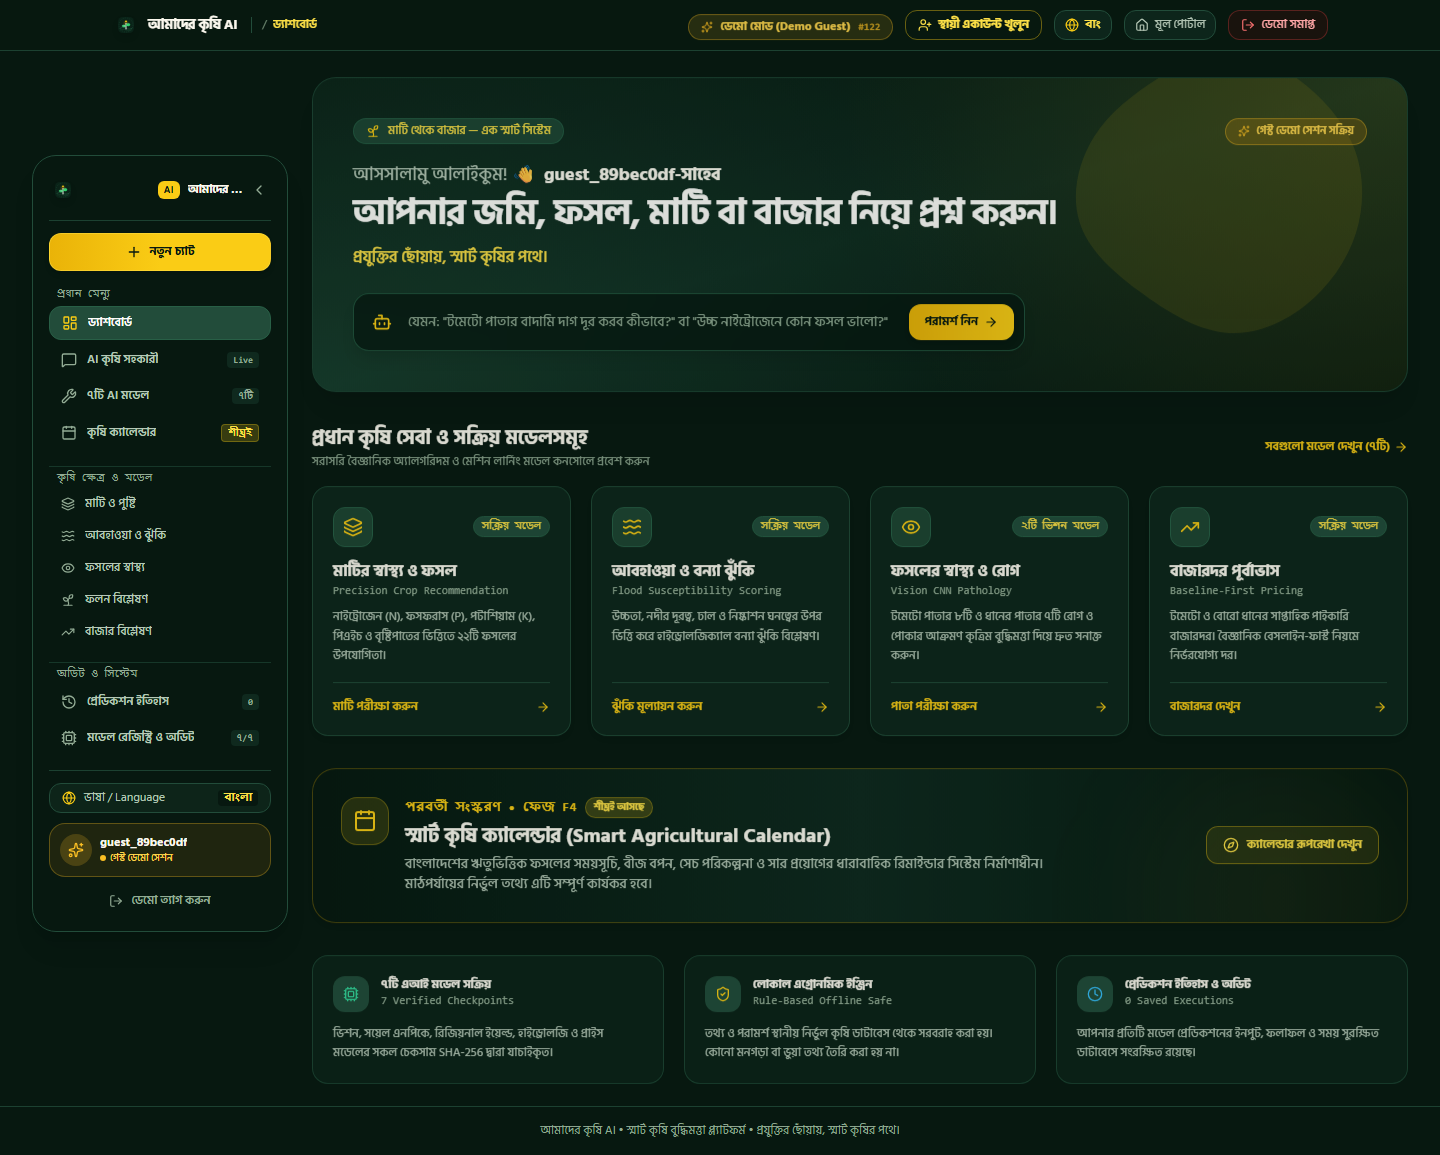 আমাদের কৃষি AI / ড্যাশবোর্ড
ডেমো মোড (Demo Guest) #122
স্থায়ী একাউন্ট খুলুন
বাং
মূল পোর্টাল
ডেমো সমাপ্ত
AI আমাদের ...
নতুন চ্যাট
প্রধান মেন্যু
ড্যাশবোর্ড
AI কৃষি সহকারী Live
৭টি AI মডেল ৭টি
কৃষি ক্যালেন্ডার শীঘ্রই
কৃষি ক্ষেত্র ও মডেল
মাটি ও পুষ্টি
আবহাওয়া ও ঝুঁকি
ফসলের স্বাস্থ্য
ফলন বিশ্লেষণ
বাজার বিশ্লেষণ
অডিট ও সিস্টেম
প্রেডিকশন ইতিহাস 0
মডেল রেজিস্ট্রি ও অডিট ৭/৭
ভাষা / Language বাংলা
guest_89bec0df
গেস্ট ডেমো সেশন
ডেমো ত্যাগ করুন
মাটি থেকে বাজার — এক স্মার্ট সিস্টেম
গেস্ট ডেমো সেশন সক্রিয়
আসসালামু আলাইকুম! 👋 guest_89bec0df-সাহেব
আপনার জমি, ফসল, মাটি বা বাজার নিয়ে প্রশ্ন করুন।
প্রযুক্তির ছোঁয়ায়, স্মার্ট কৃষির পথে।
যেমন: "টমেটো পাতার বাদামি দাগ দূর করব কীভাবে?" বা "উচ্চ নাইট্রোজেনে কোন ফসল ভালো?"
পরামর্শ নিন
প্রধান কৃষি সেবা ও সক্রিয় মডেলসমূহ
সরাসরি বৈজ্ঞানিক অ্যালগরিদম ও মেশিন লার্নিং মডেল কনসোলে প্রবেশ করুন
সবগুলো মডেল দেখুন (৭টি)
সক্রিয় মডেল
মাটির স্বাস্থ্য ও ফসল
Precision Crop Recommendation
নাইট্রোজেন (N), ফসফরাস (P), পটাশিয়াম (K),
পিএইচ ও বৃষ্টিপাতের ভিত্তিতে ২২টি ফসলের
উপযোগিতা।
মাটি পরীক্ষা করুন
সক্রিয় মডেল
আবহাওয়া ও বন্যা ঝুঁকি
Flood Susceptibility Scoring
উচ্চতা, নদীর দূরত্ব, ঢাল ও নিষ্কাশন ঘনত্বের উপর
ভিত্তি করে হাইড্রোলজিক্যাল বন্যা ঝুঁকি বিশ্লেষণ।
ঝুঁকি মূল্যায়ন করুন
২টি ভিশন মডেল
ফসলের স্বাস্থ্য ও রোগ
Vision CNN Pathology
টমেটো পাতার ৮টি ও ধানের পাতার ৭টি রোগ ও
পোকার আক্রমণ কৃত্রিম বুদ্ধিমত্তা দিয়ে দ্রুত সনাক্ত
করুন।
পাতা পরীক্ষা করুন
সক্রিয় মডেল
বাজারদর পূর্বাভাস
Baseline-First Pricing
টমেটো ও বোরো ধানের সাপ্তাহিক পাইকারি
বাজারদর। বৈজ্ঞানিক বেসলাইন-ফার্স্ট নিয়মে
নির্ভরযোগ্য দর।
বাজারদর দেখুন
পরবর্তী সংস্করণ • ফেজ F4 শীঘ্রই আসছে
স্মার্ট কৃষি ক্যালেন্ডার (Smart Agricultural Calendar)
বাংলাদেশের ঋতুভিত্তিক ফসলের সময়সূচি, বীজ বপন, সেচ পরিকল্পনা ও সার প্রয়োগের ধারাবাহিক রিমাইন্ডার সিস্টেম নির্মাণাধীন।
মাঠপর্যায়ের নির্ভুল তথ্যে এটি সম্পূর্ণ কার্যকর হবে।
ক্যালেন্ডার রূপরেখা দেখুন
৭টি এআই মডেল সক্রিয়
7 Verified Checkpoints
ভিশন, সয়েল এনপিকে, রিজিয়নাল ইয়েল্ড, হাইড্রোলজি ও প্রাইস
মডেলের সকল চেকসাম SHA-256 দ্বারা যাচাইকৃত।
লোকাল এগ্রোনমিক ইঞ্জিন
Rule-Based Offline Safe
তথ্য ও পরামর্শ স্থানীয় নির্ভুল কৃষি ডাটাবেস থেকে সরবরাহ করা হয়।
কোনো মনগড়া বা ভুয়া তথ্য তৈরি করা হয় না।
প্রেডিকশন ইতিহাস ও অডিট
0 Saved Executions
আপনার প্রতিটি মডেল প্রেডিকশনের ইনপুট, ফলাফল ও সময় সুরক্ষিত
ডাটাবেসে সংরক্ষিত রয়েছে।
আমাদের কৃষি AI • স্মার্ট কৃষি বুদ্ধিমত্তা প্ল্যাটফর্ম • প্রযুক্তির ছোঁয়ায়, স্মার্ট কৃষির পথে।